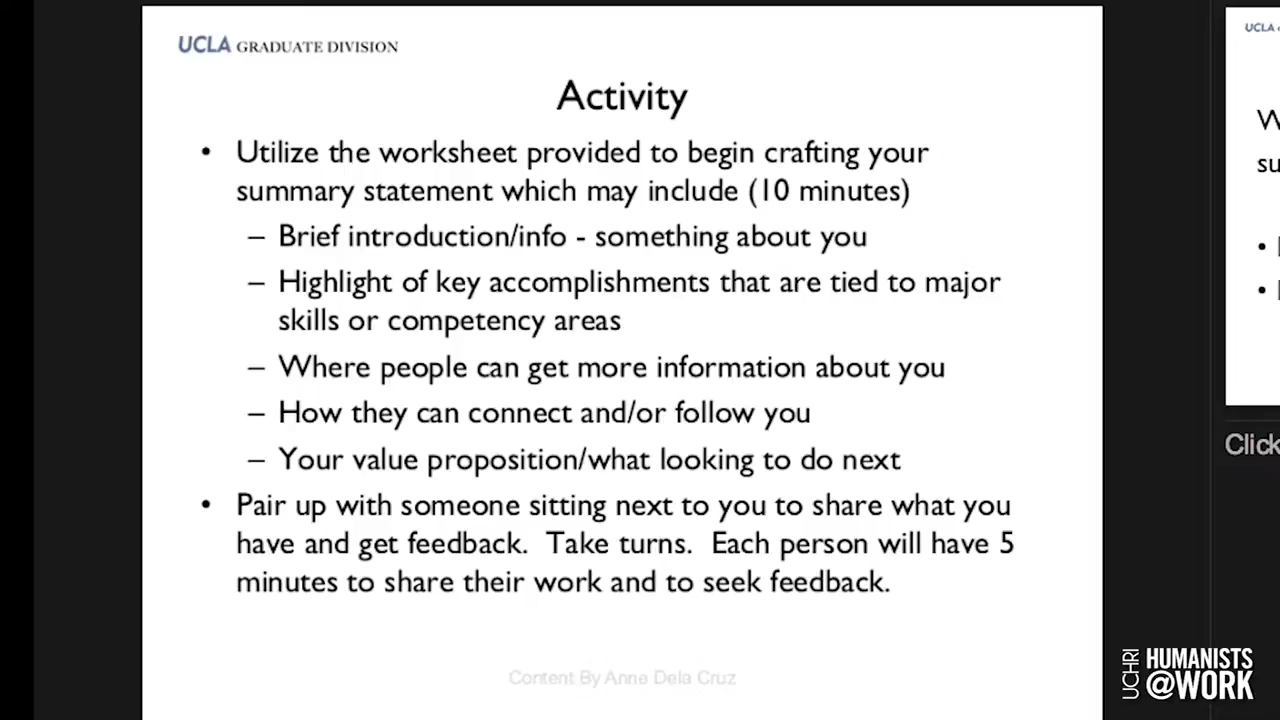 UCLA GRADUATE DIVISION
Activity
• Utilize the worksheet provided to begin crafting your
summary statement which may include (10 minutes)
– Brief introduction/info - something about you
– Highlight of key accomplishments that are tied to major
skills or competency areas
– Where people can get more information about you
– How they can connect and/or follow you
– Your value proposition/what looking to do next
• Pair up with someone sitting next to you to share what you
have and get feedback.  Take turns.  Each person will have 5
minutes to share their work and to seek feedback.
Content By Anne Dela Cruz
UCLA
Click
UCHRI
HUMANISTS
@WORK